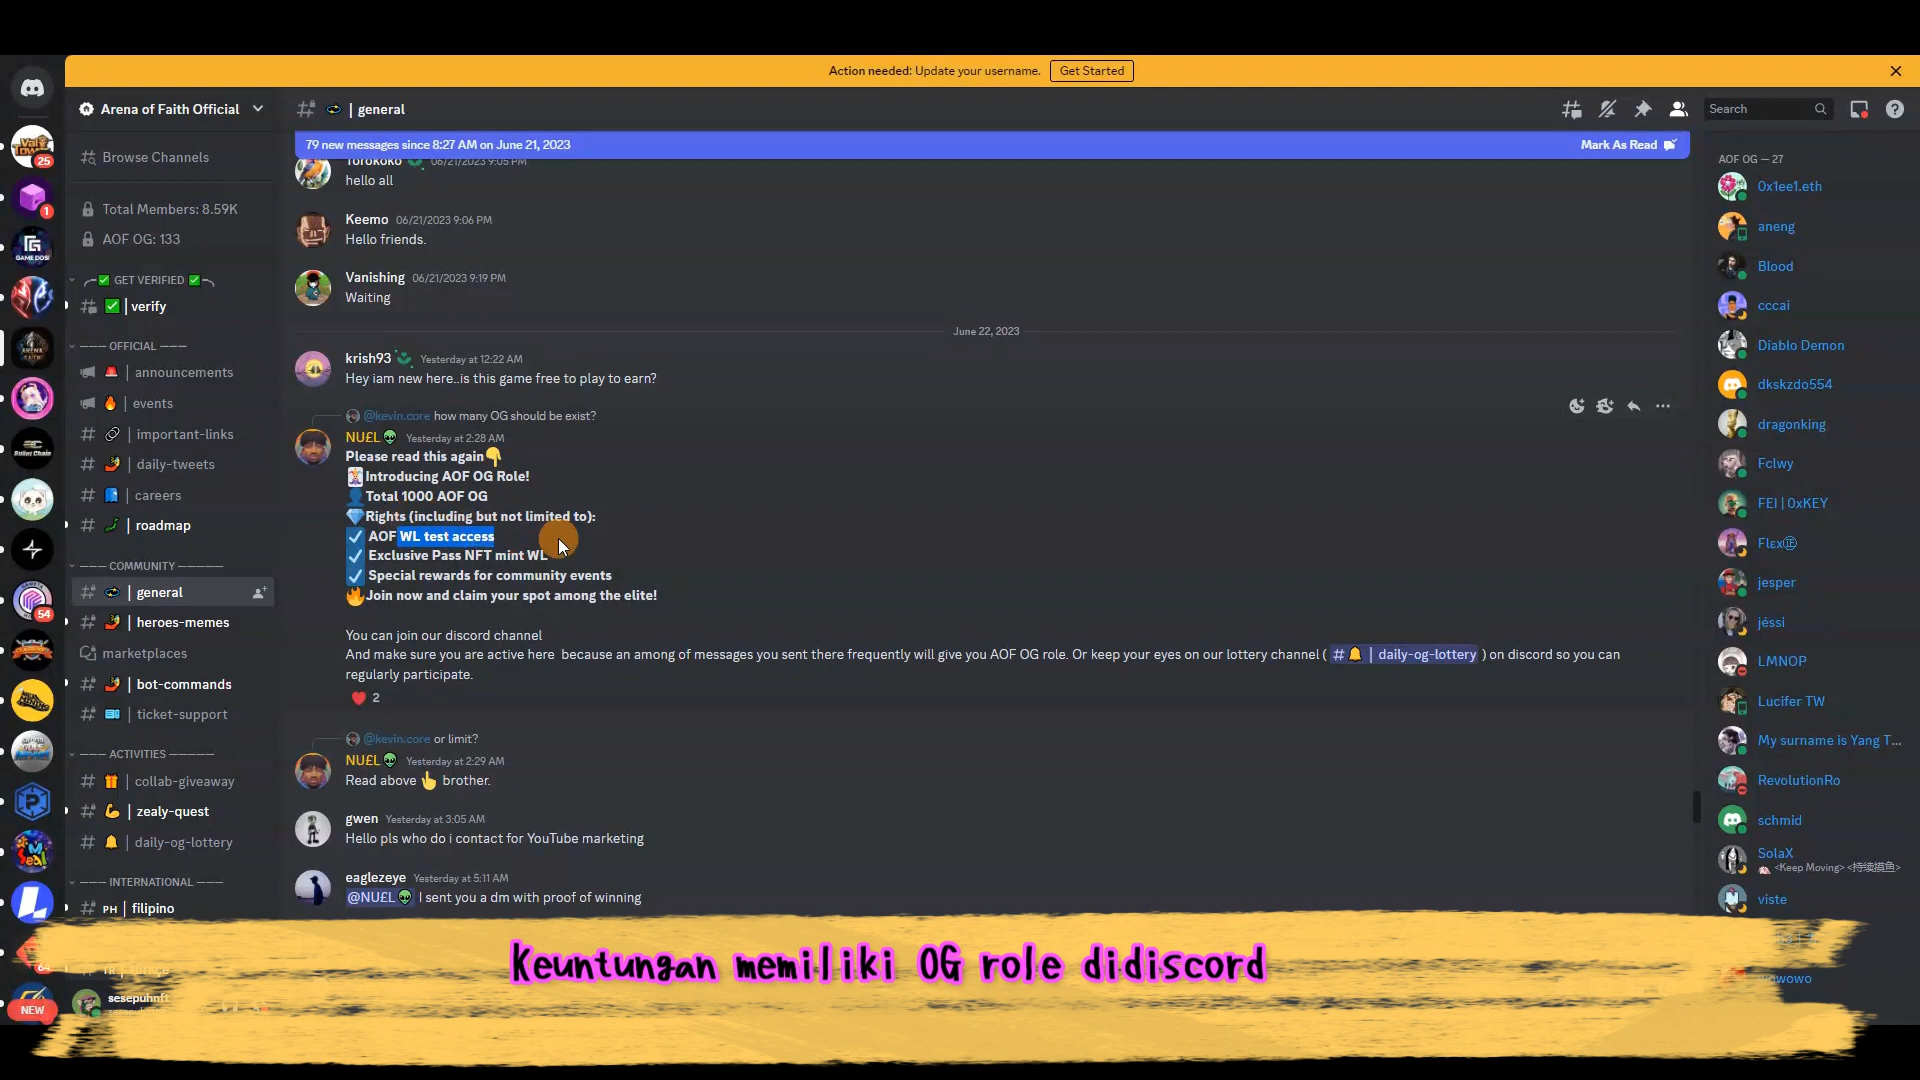 Action needed: Update your username. Get Started
Arena of Faith Official
| general
Search
79 new messages since 8:27 AM on June 21, 2023
Mark As Read
25
1
GAME DOSI
54
NEW
Browse Channels
Total Members: 8.59K
AOF OG: 133
GET VERIFIED
| verify
——— OFFICIAL ———
| announcements
| events
| important-links
| daily-tweets
| careers
| roadmap
——— COMMUNITY ————
| general
| heroes-memes
marketplaces
| bot-commands
| ticket-support
——— ACTIVITIES ————
| collab-giveaway
| zealy-quest
| daily-og-lottery
——— INTERNATIONAL ———
PH | filipino
sesepuhnft
Torokoko 06/21/2023 9:05 PM
hello all
Keemo 06/21/2023 9:06 PM
Hello friends.
Vanishing 06/21/2023 9:19 PM
Waiting
June 22, 2023
krish93 Yesterday at 12:22 AM
Hey iam new here..is this game free to play to earn?
@kevin.core how many OG should be exist?
NU£L Yesterday at 2:28 AM
Please read this again👇
🃏Introducing AOF OG Role!
👤Total 1000 AOF OG
💎Rights (including but not limited to):
✓ AOF WL test access
✓ Exclusive Pass NFT mint WL
✓ Special rewards for community events
🔥Join now and claim your spot among the elite!
You can join our discord channel
And make sure you are active here because an among of messages you sent there frequently will give you AOF OG role. Or keep your eyes on our lottery channel ( # 🔔 | daily-og-lottery ) on discord so you can
regularly participate.
❤ 2
@kevin.core or limit?
NU£L Yesterday at 2:29 AM
Read above 👆 brother.
gwen Yesterday at 3:05 AM
Hello pls who do i contact for YouTube marketing
eaglezeye Yesterday at 5:11 AM
@NU£L👽 I sent you a dm with proof of winning
AOF OG — 27
0x1ee1.eth
aneng
Blood
cccai
Diablo Demon
dkskzdo554
dragonking
Fclwy
FEI | 0xKEY
Flεx㊣
jesper
jéssi
LMNOP
Lucifer TW
My surname is Yang T...
RevolutionRo
schmid
SolaX
<Keep Moving> <持续摸鱼>
viste
Keuntungan memiliki OG role didiscord